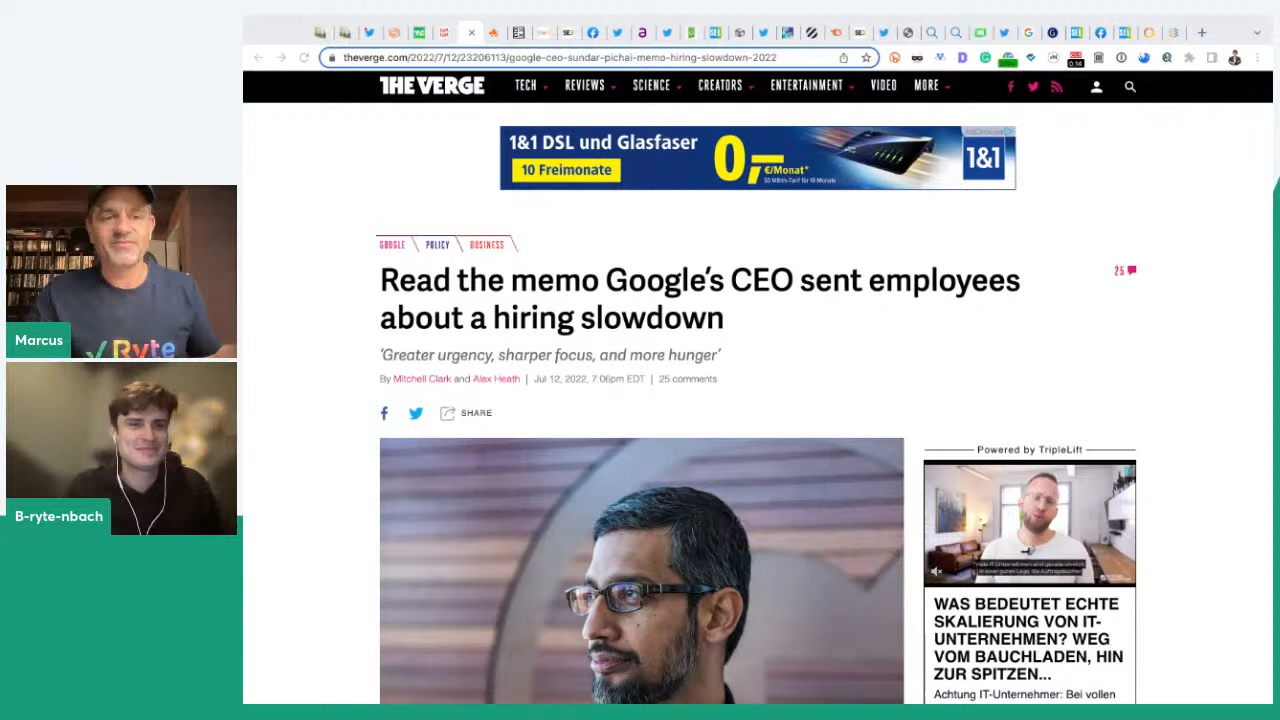 theverge.com/2022/7/12/23206113/google-ceo-sundar-pichai-memo-hiring-slowdown-2022
THE VERGE TECH REVIEWS SCIENCE CREATORS ENTERTAINMENT VIDEO MORE
1&1 DSL und Glasfaser
10 Freimonate
0,– €/Monat*
1&1
GOOGLE POLICY BUSINESS
Read the memo Google's CEO sent employees
about a hiring slowdown
25
'Greater urgency, sharper focus, and more hunger'
By Mitchell Clark and Alex Heath | Jul 12, 2022, 7:06pm EDT | 25 comments
SHARE
Powered by TripleLift
WAS BEDEUTET ECHTE
SKALIERUNG VON IT-
UNTERNEHMEN? WEG
VOM BAUCHLADEN, HIN
ZUR SPITZEN...
Achtung IT-Unternehmer: Bei vollen
Marcus
Ryte
B-ryte-nbach